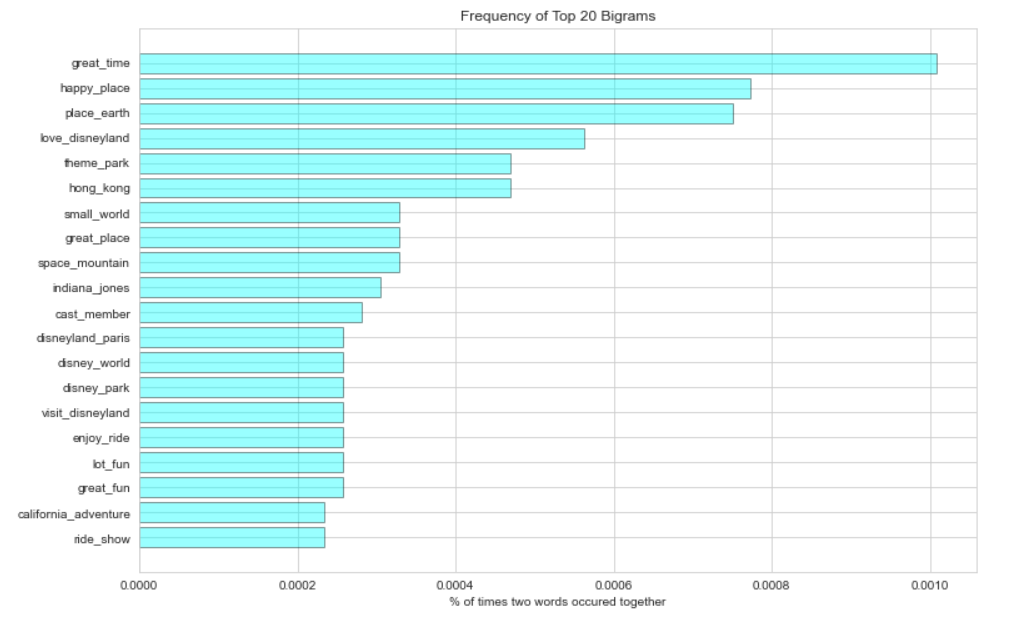 Frequency of Top 20 Bigrams
great_time
happy_place
place_earth
love_disneyland
theme_park
hong_kong
small_world
great_place
space_mountain
indiana_jones
cast_member
disneyland_paris
disney_world
disney_park
visit_disneyland
enjoy_ride
lot_fun
great_fun
california_adventure
ride_show
0.0000 0.0002 0.0004 0.0006 0.0008 0.0010
% of times two words occured together